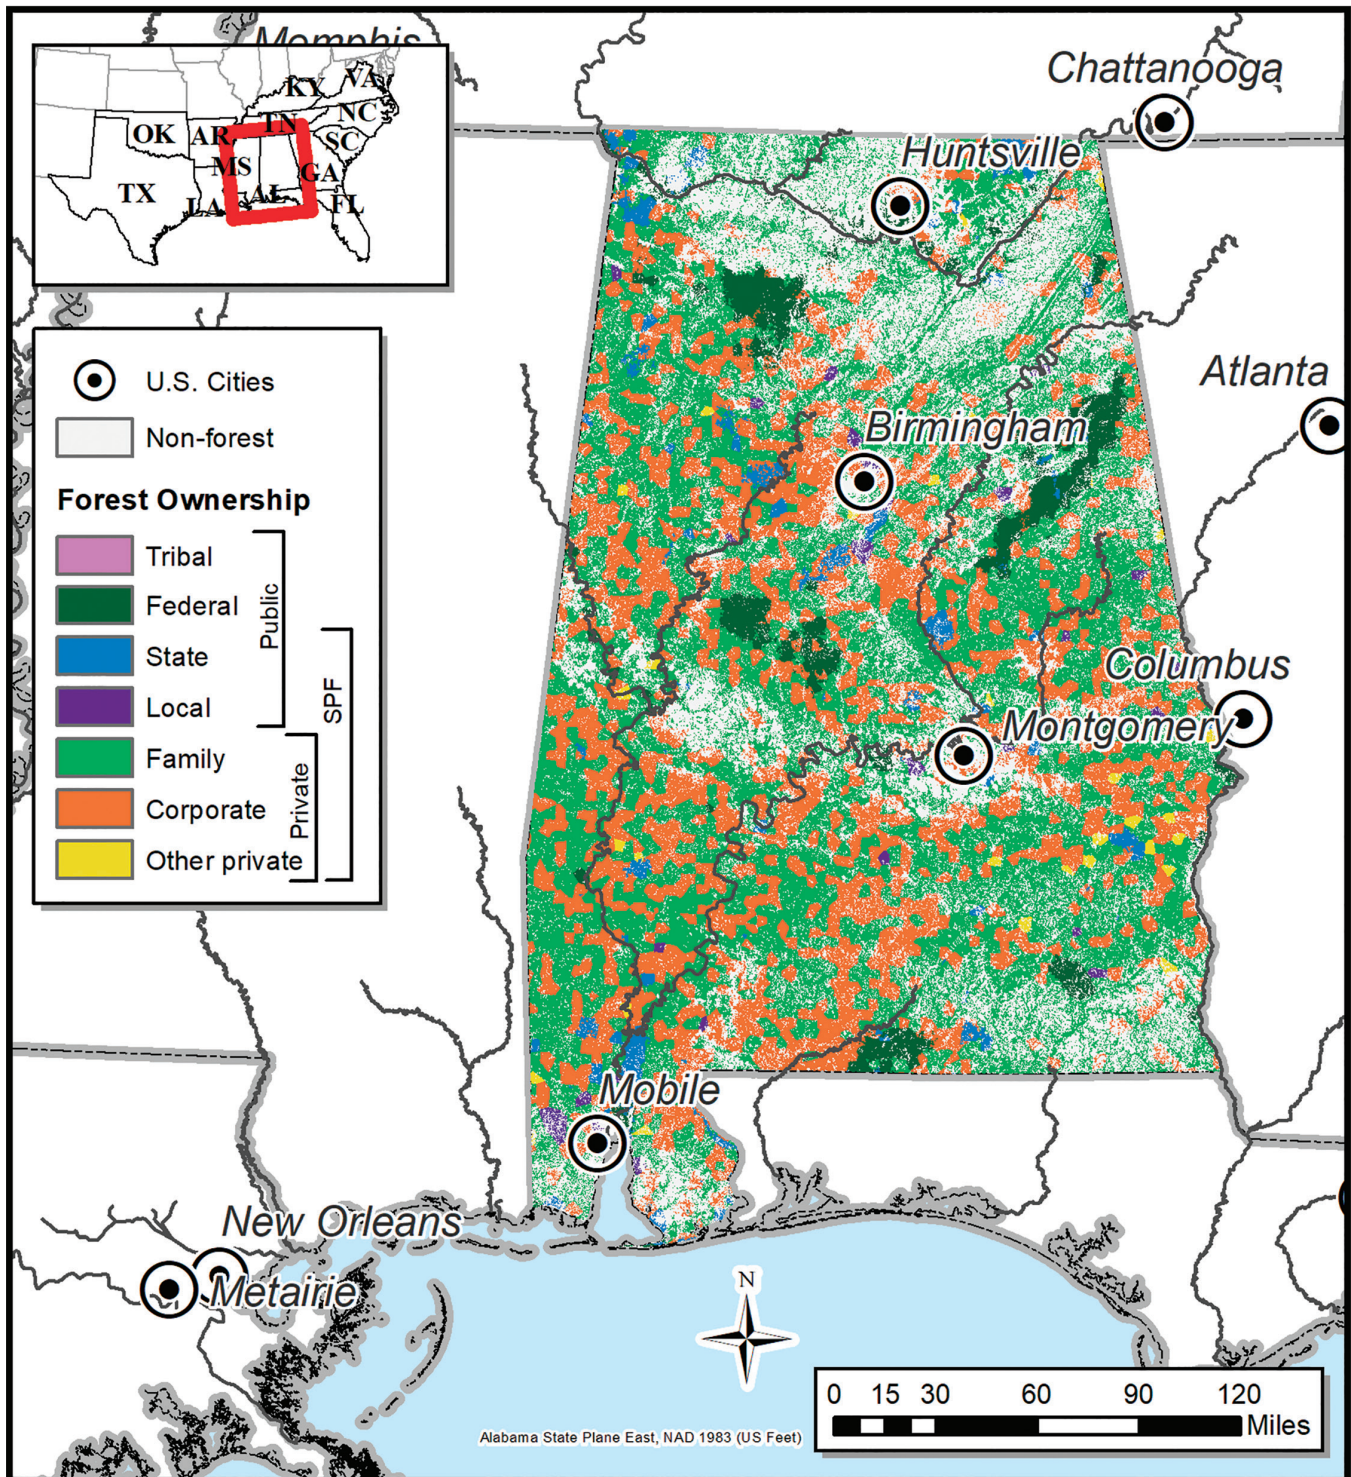 Memphis
Chattanooga
KY
VA
TN
NC
OK
AR
SC
MS
GA
TX
AL
LA
FL
Huntsville
Atlanta
Birmingham
U.S. Cities
Non-forest
Forest Ownership
Tribal
Federal
State
Local
Family
Corporate
Other private
Public
Private
SPF
Columbus
Montgomery
Mobile
New Orleans
Metairie
N
0 15 30 60 90 120
Miles
Alabama State Plane East, NAD 1983 (US Feet)